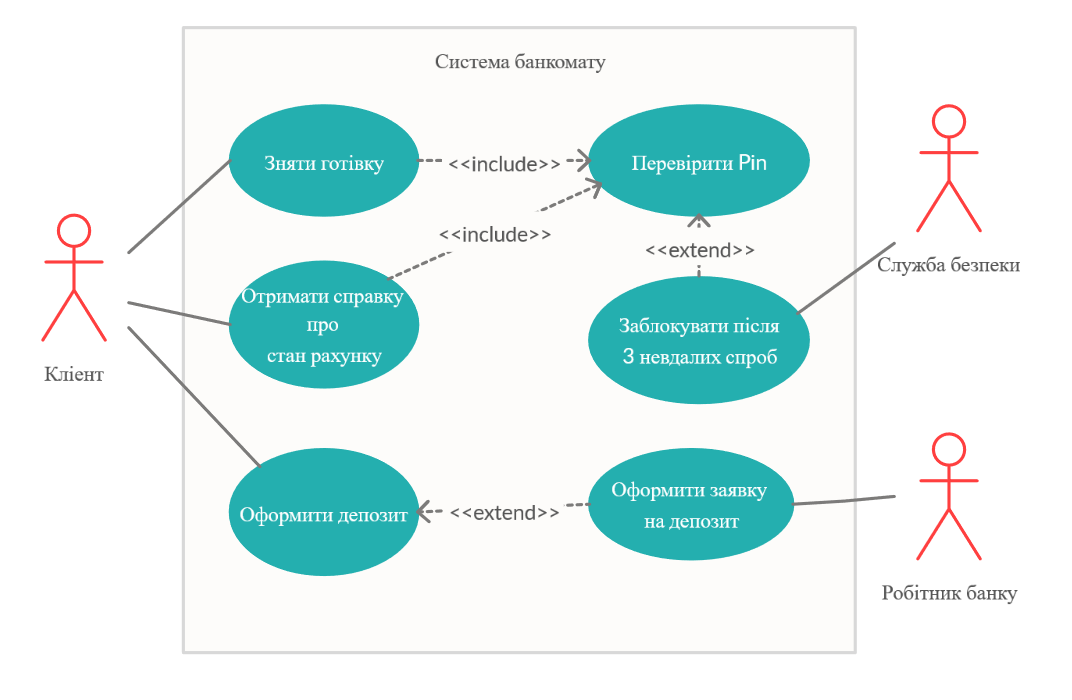 Система банкомату
Зняти готівку
<<include>>
Перевірити Pin
<<include>>
<<extend>>
Служба безпеки
Отримати справку
про
стан рахунку
Заблокувати після
3 невдалих спроб
Клієнт
Оформити депозит
<<extend>>
Оформити заявку
на депозит
Робітник банку